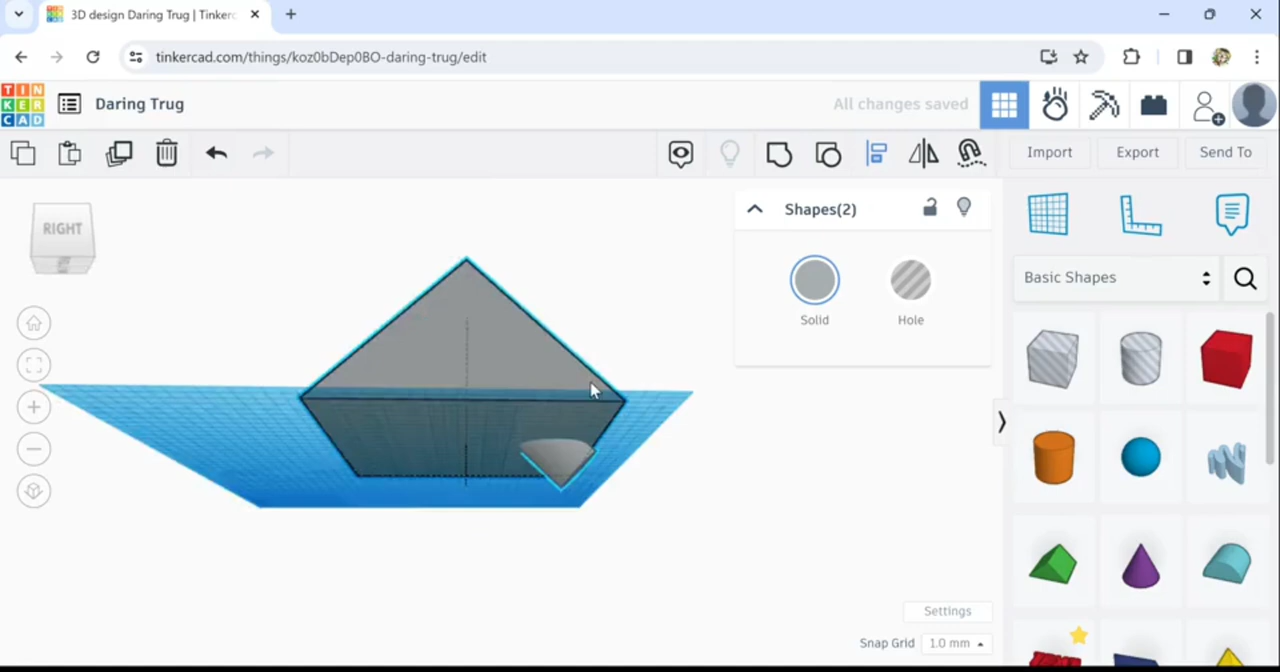 3D design Daring Trug | Tinkerc
tinkercad.com/things/koz0bDep0BO-daring-trug/edit
TIN
KER
CAD
Daring Trug
All changes saved
Import
Export
Send To
RIGHT
Shapes(2)
Solid
Hole
Basic Shapes
Settings
Snap Grid
1.0 mm